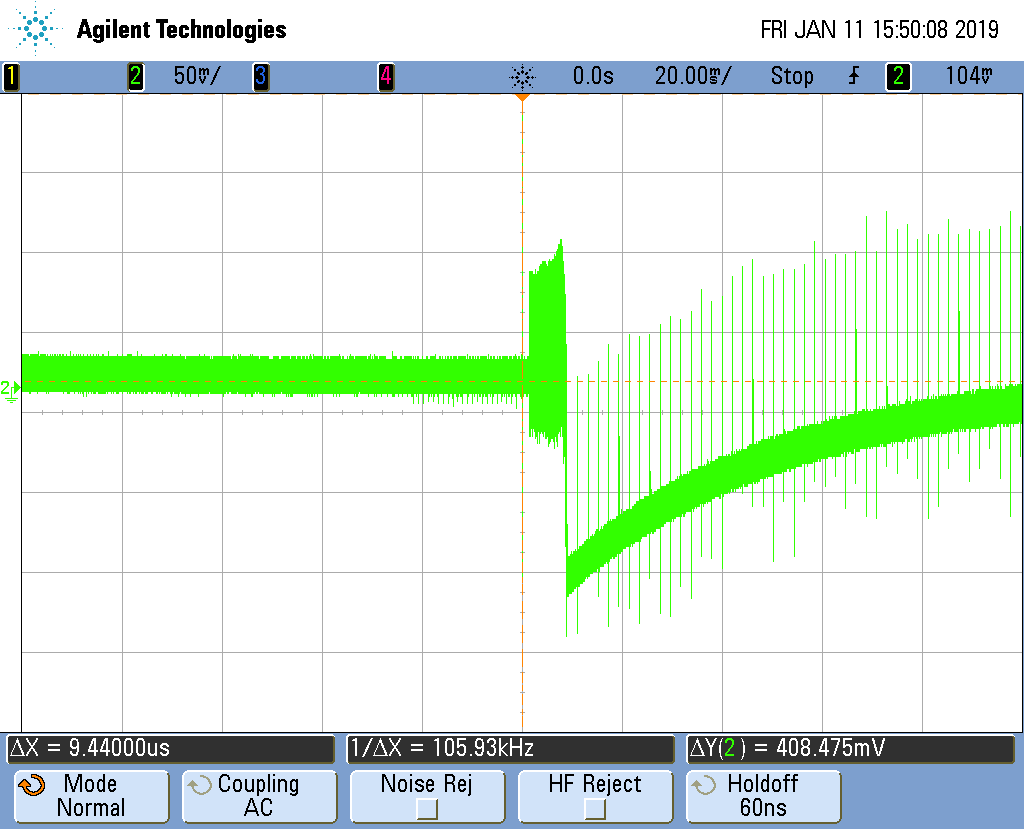 Agilent Technologies
FRI JAN 11 15:50:08 2019
1 2 50mV/ 3 4 0.0s 20.00ms/ Stop 2 104mV
2
ΔX = 9.44000us 1/ΔX = 105.93kHz ΔY(2) = 408.475mV
Mode Coupling Noise Rej HF Reject Holdoff
Normal AC 60ns